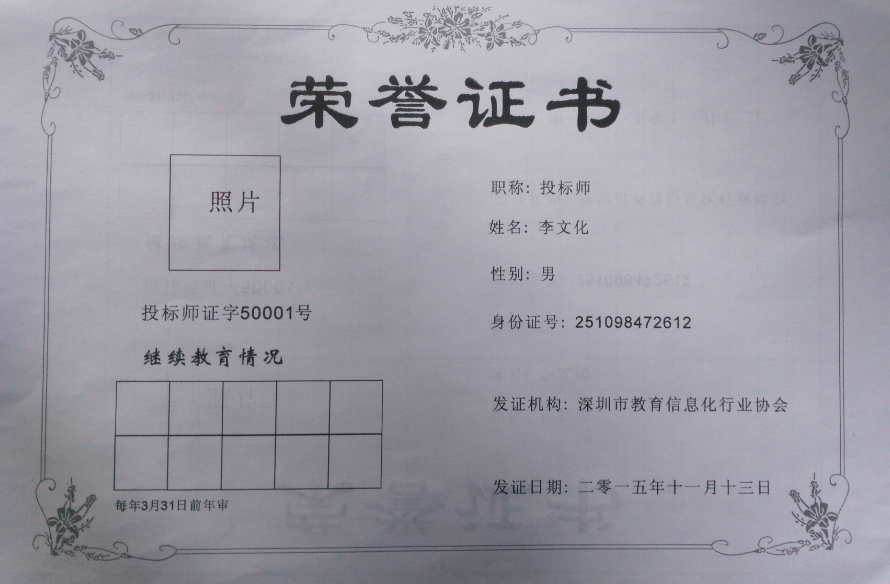 荣誉证书
照片
投标师证字50001号
继续教育情况
每年3月31日前年审
职称: 投标师
姓名: 李文化
性别: 男
身份证号: 251098472612
发证机构: 深圳市教育信息化行业协会
发证日期: 二零一五年十一月十三日